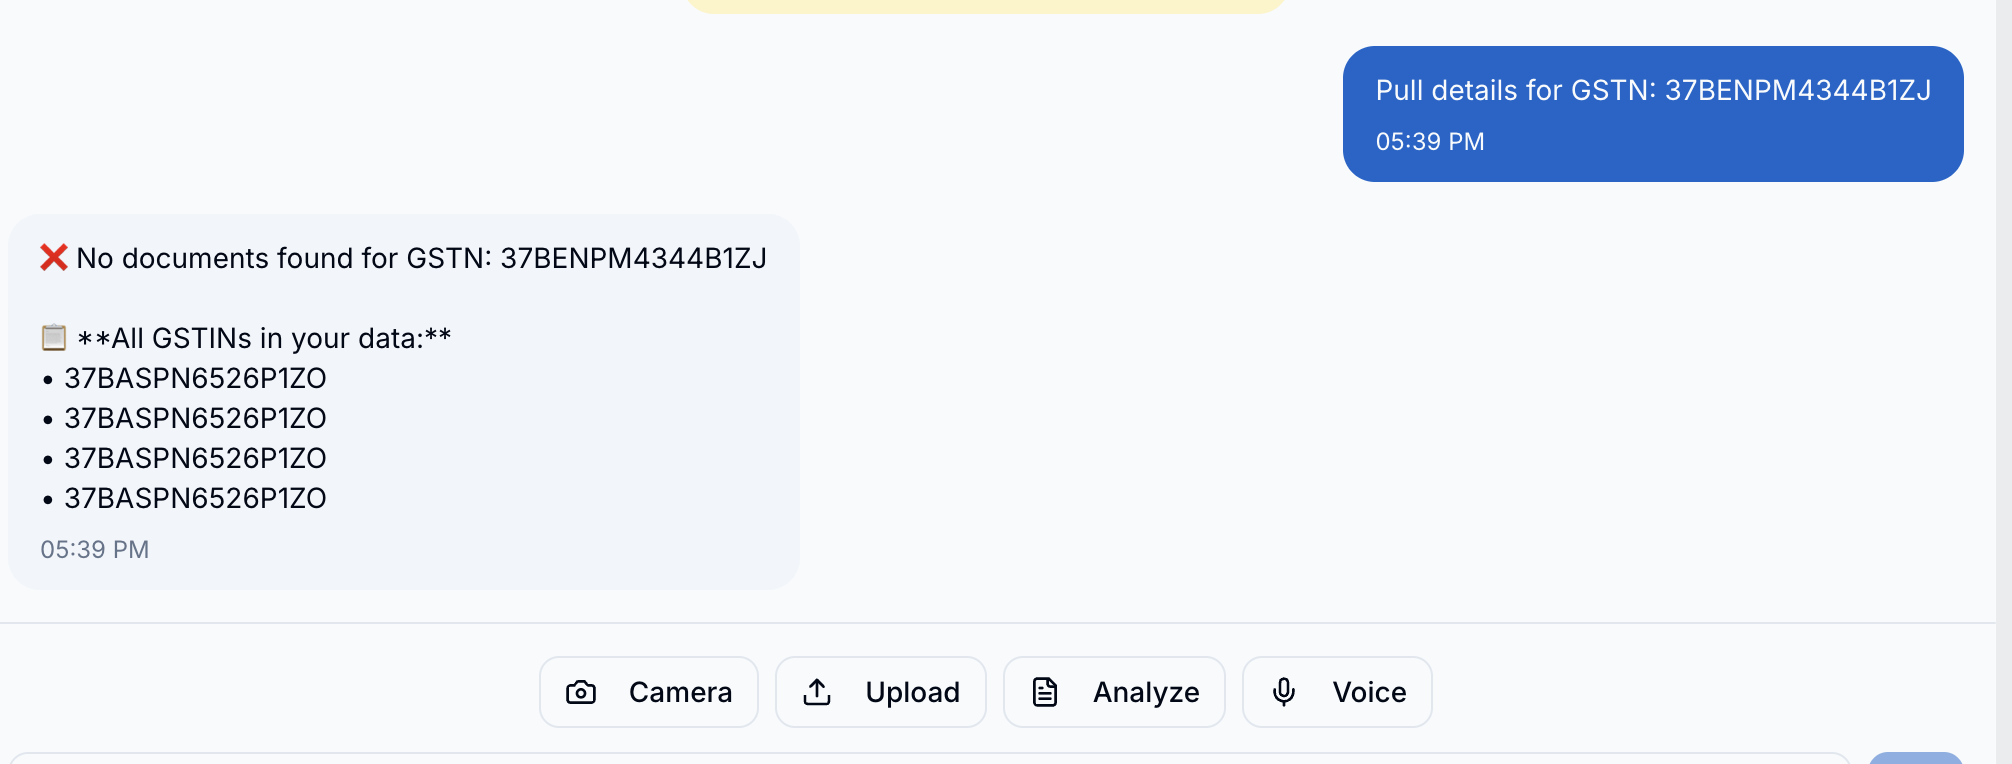 Pull details for GSTN: 37BENPM4344B1ZJ
05:39 PM
❌ No documents found for GSTN: 37BENPM4344B1ZJ
📋 **All GSTINs in your data:**
• 37BASPN6526P1ZO
• 37BASPN6526P1ZO
• 37BASPN6526P1ZO
• 37BASPN6526P1ZO
05:39 PM
Camera
Upload
Analyze
Voice